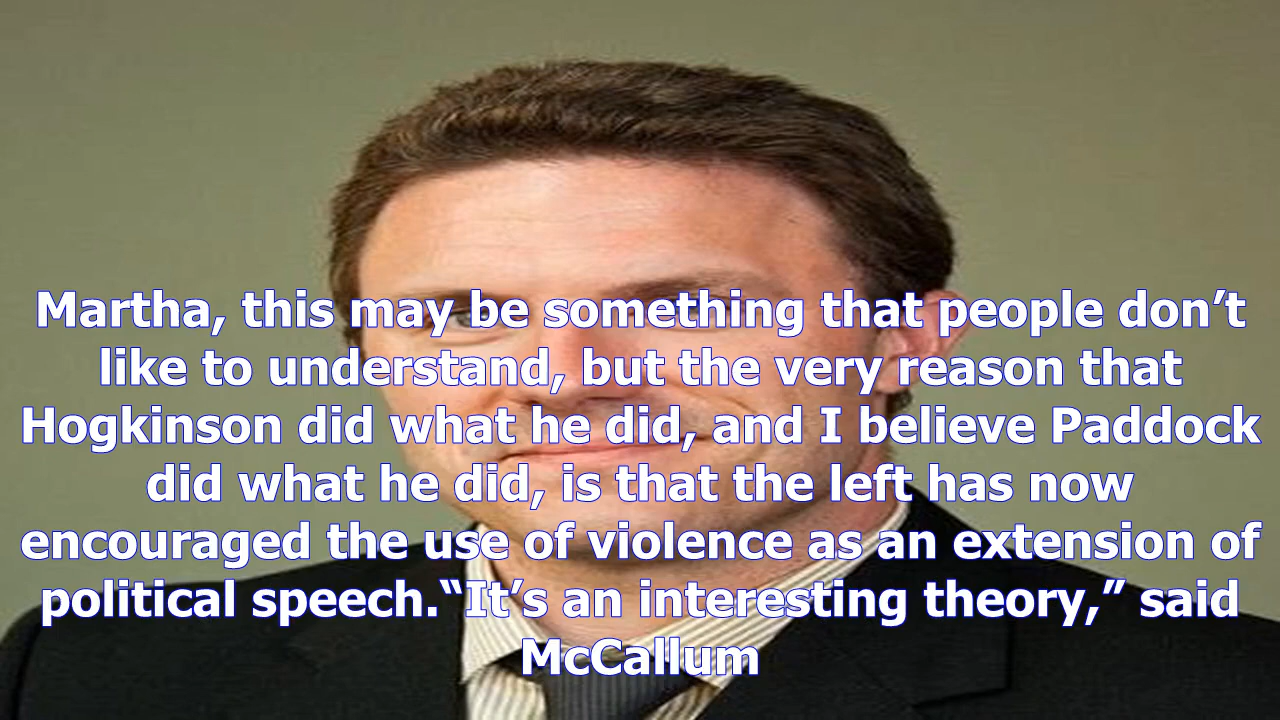 Martha, this may be something that people don’t
like to understand, but the very reason that
Hogkinson did what he did, and I believe Paddock
did what he did, is that the left has now
encouraged the use of violence as an extension of
political speech.“It’s an interesting theory,” said
McCallum